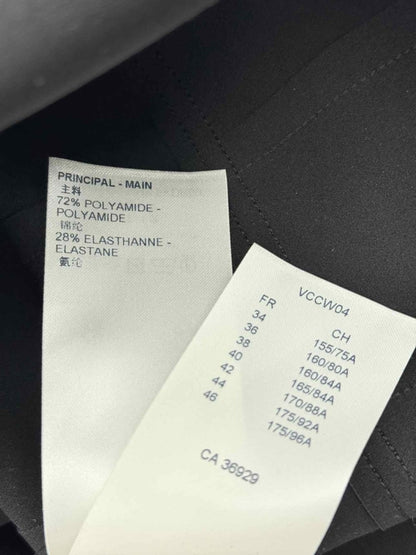 PRINCIPAL - MAIN
主料
72% POLYAMIDE -
POLYAMIDE
锦纶
28% ELASTHANNE -
ELASTANE
氨纶
VCCW04
FR CH
34 155/75A
36 160/80A
38 160/84A
40 165/84A
42 170/88A
44 175/92A
46 175/96A
CA 36929